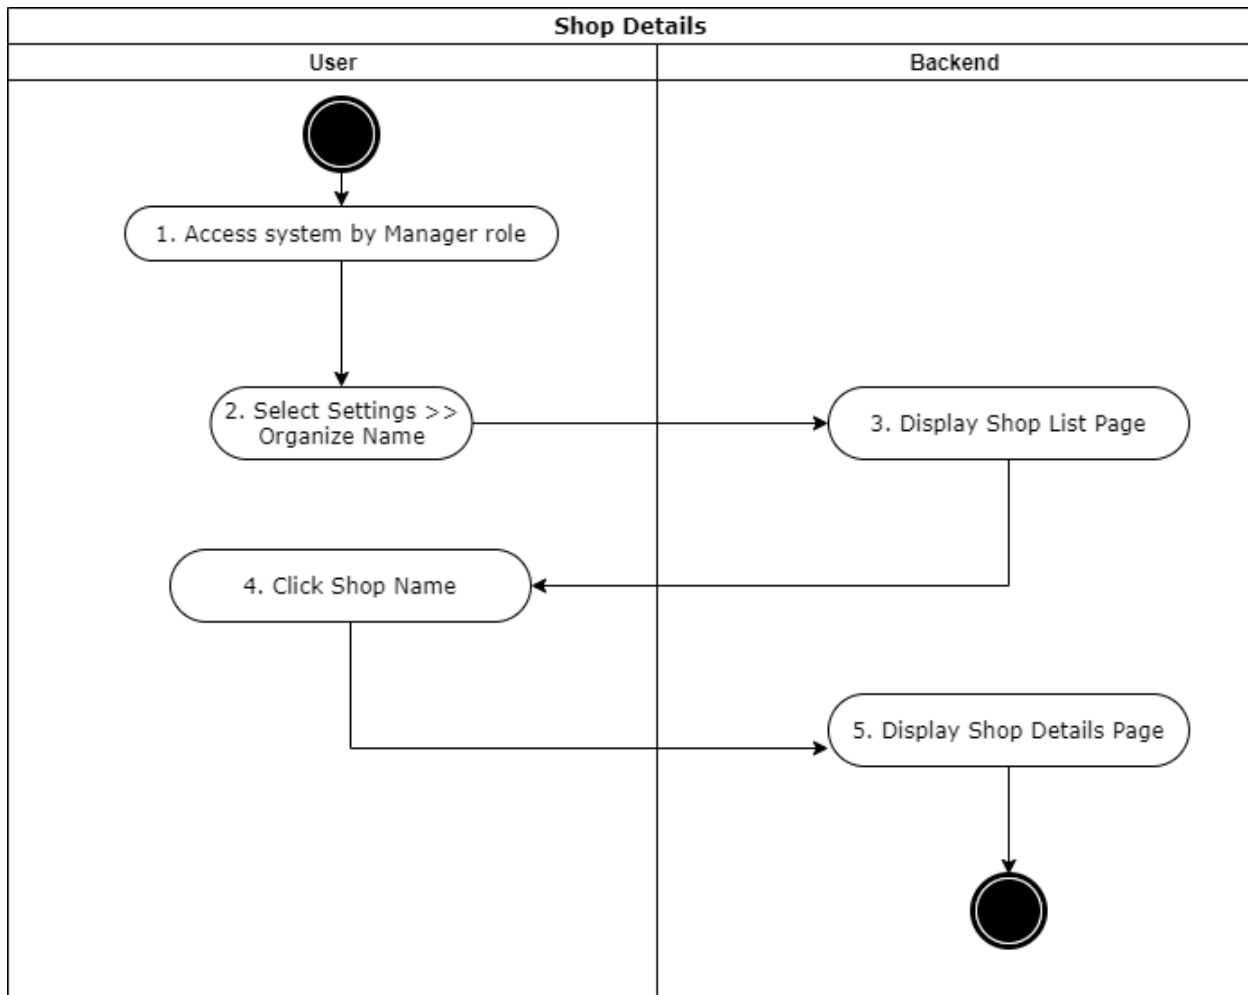 Shop Details
User
Backend
1. Access system by Manager role
2. Select Settings >>
Organize Name
3. Display Shop List Page
4. Click Shop Name
5. Display Shop Details Page